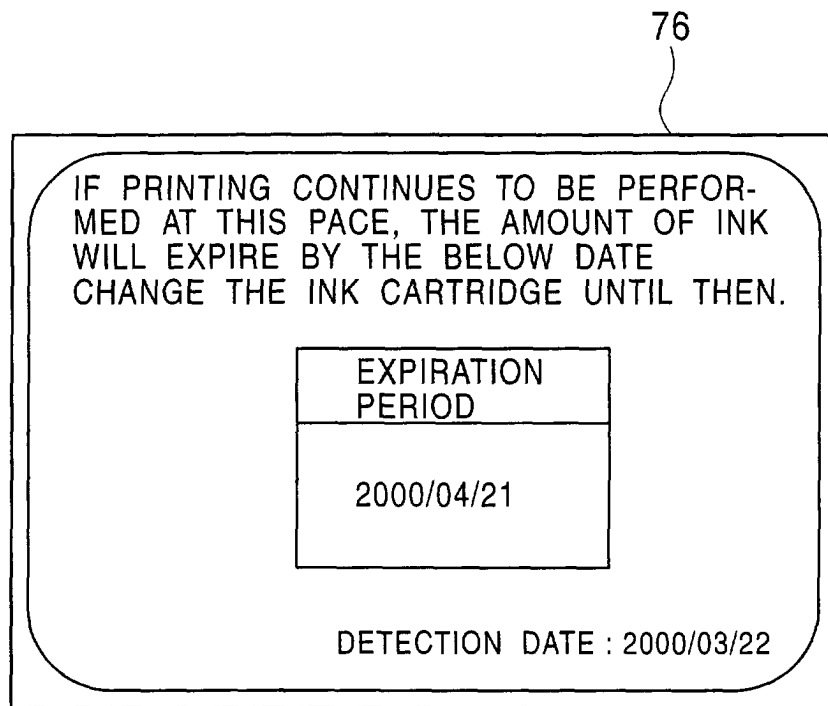 76
IF PRINTING CONTINUES TO BE PERFOR-
MED AT THIS PACE, THE AMOUNT OF INK
WILL EXPIRE BY THE BELOW DATE
CHANGE THE INK CARTRIDGE UNTIL THEN.
EXPIRATION
PERIOD
2000/04/21
DETECTION DATE : 2000/03/22